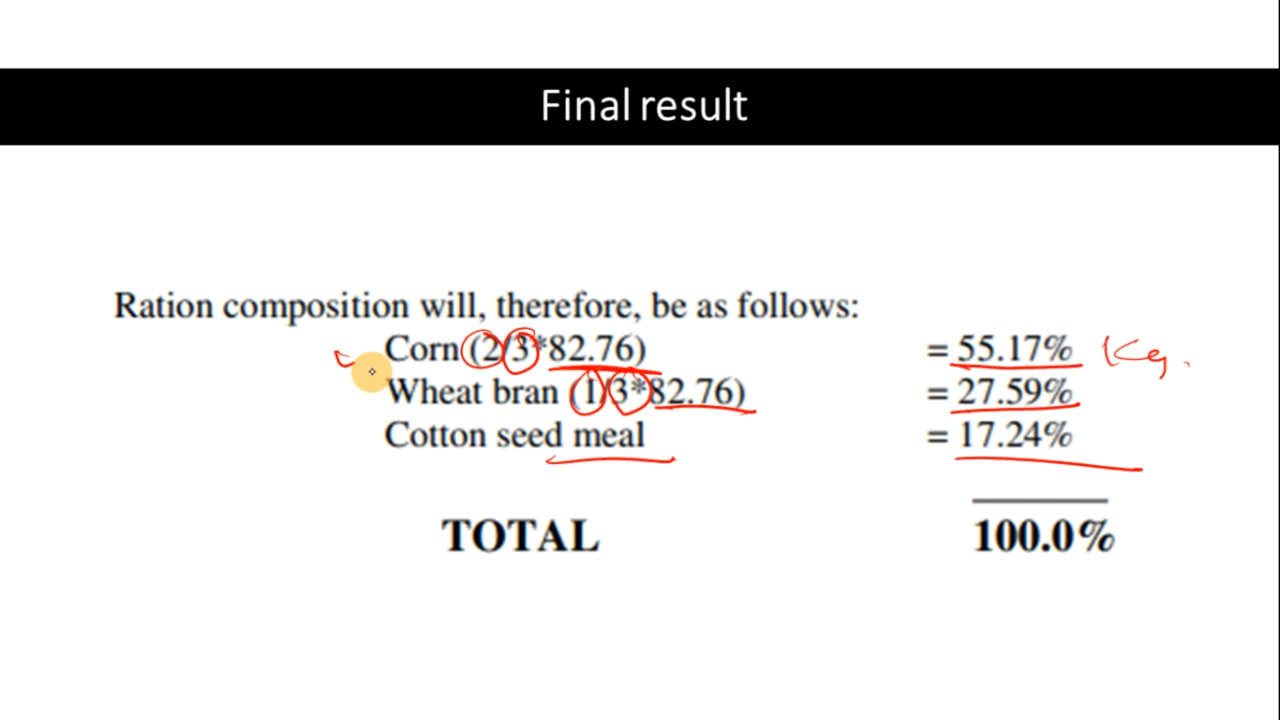 Final result
Ration composition will, therefore, be as follows:
Corn (2/3*82.76) = 55.17% Kg.
Wheat bran (1/3*82.76) = 27.59%
Cotton seed meal = 17.24%
TOTAL 100.0%